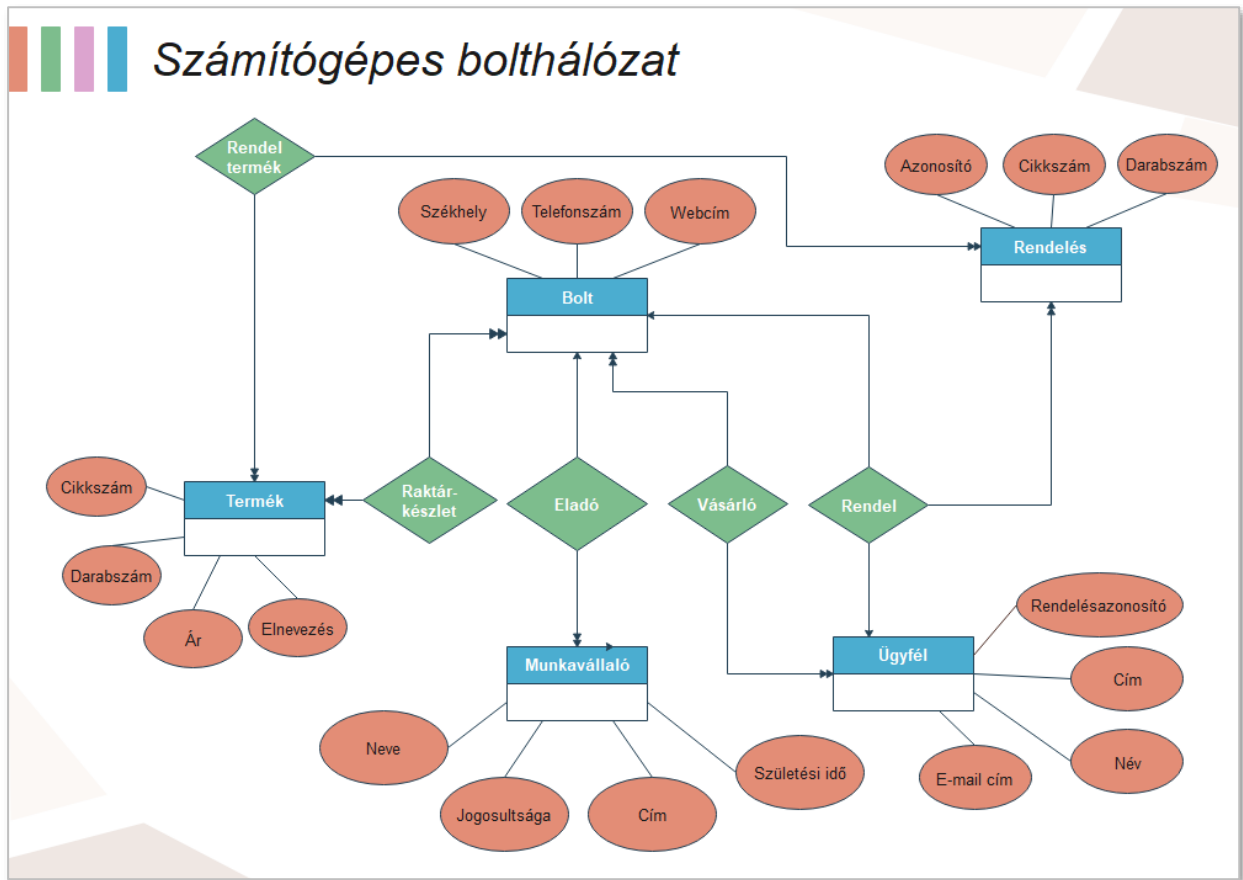 Számítógépes bolthálózat
Rendel
termék
Azonosító
Cikkszám
Darabszám
Székhely
Telefonszám
Webcím
Rendelés
Bolt
Cikkszám
Termék
Raktár-
készlet
Eladó
Vásárló
Rendel
Darabszám
Ár
Elnevezés
Rendelésazonosító
Munkavállaló
Ügyfél
Cím
Neve
Születési idő
E-mail cím
Név
Jogosultsága
Cím